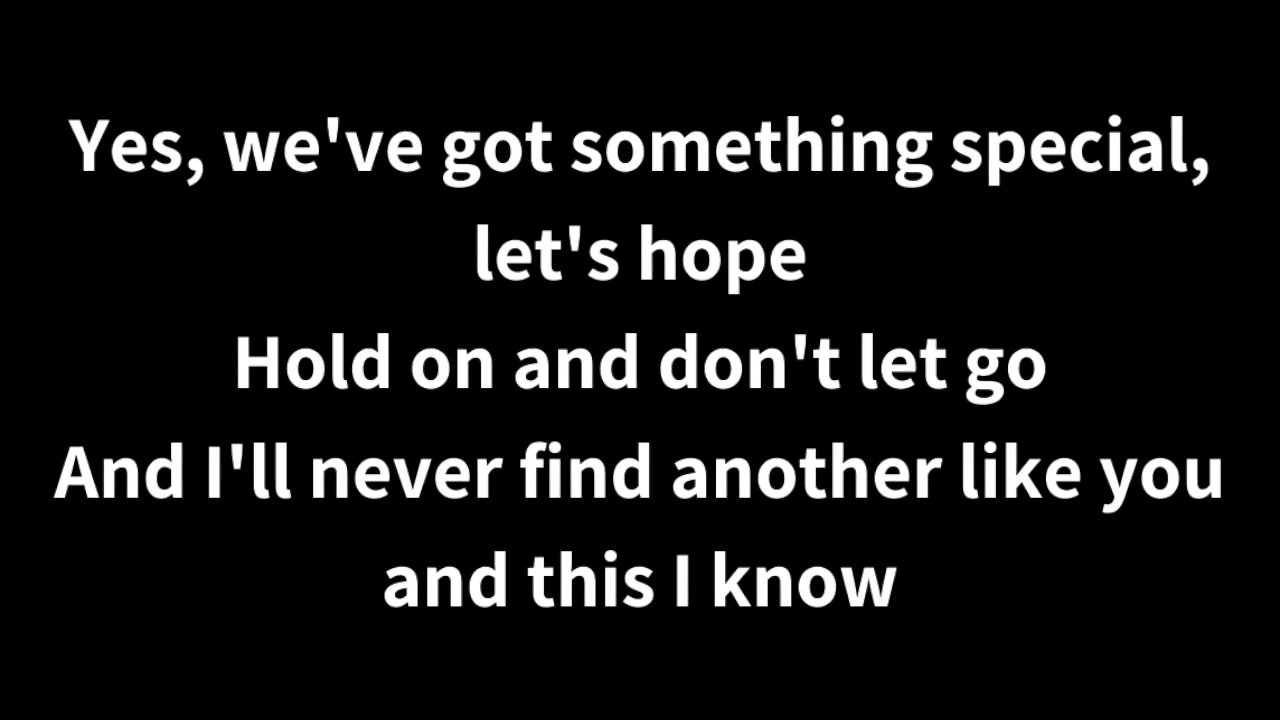 Yes, we've got something special,
let's hope
Hold on and don't let go
And I'll never find another like you
and this I know